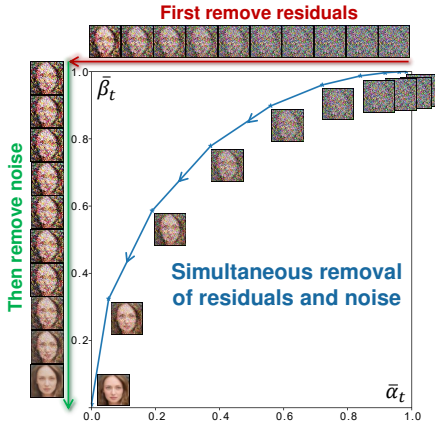 First remove residuals
Then remove noise
β̄ₜ
1.0
0.8
0.6
0.4
0.2
Simultaneous removal
of residuals and noise
ᾱₜ
0.0 0.2 0.4 0.6 0.8 1.0